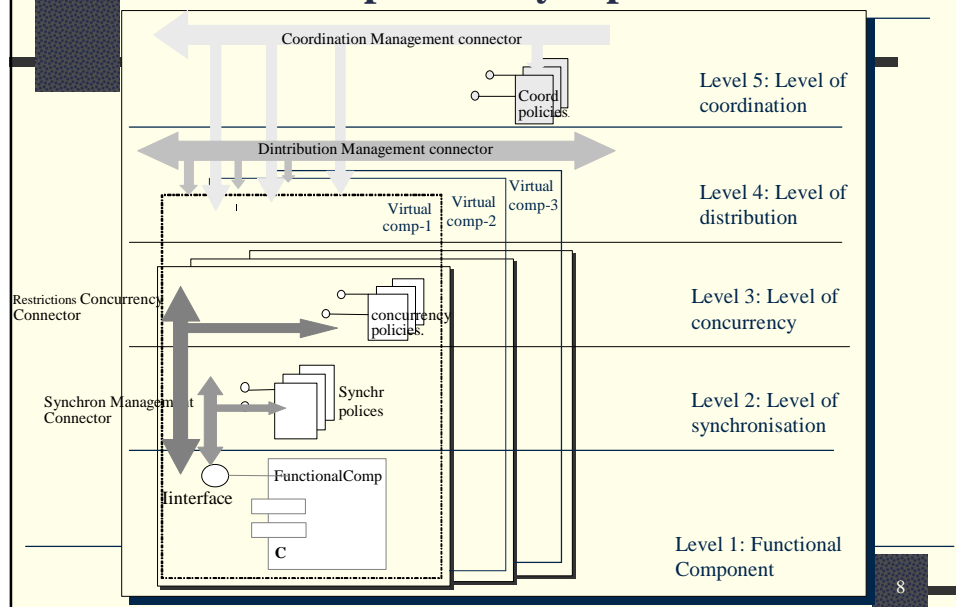 Coordination Management connector
Coord
policies.
Level 5: Level of
coordination
Dintribution Management connector
Virtual
comp-1
Virtual
comp-2
Virtual
comp-3
Level 4: Level of
distribution
Restrictions Concurrency
Connector
concurrency
policies.
Level 3: Level of
concurrency
Synchron Management
Connector
Synchr
polices
Level 2: Level of
synchronisation
Iinterface
FunctionalComp
C
Level 1: Functional
Component
8